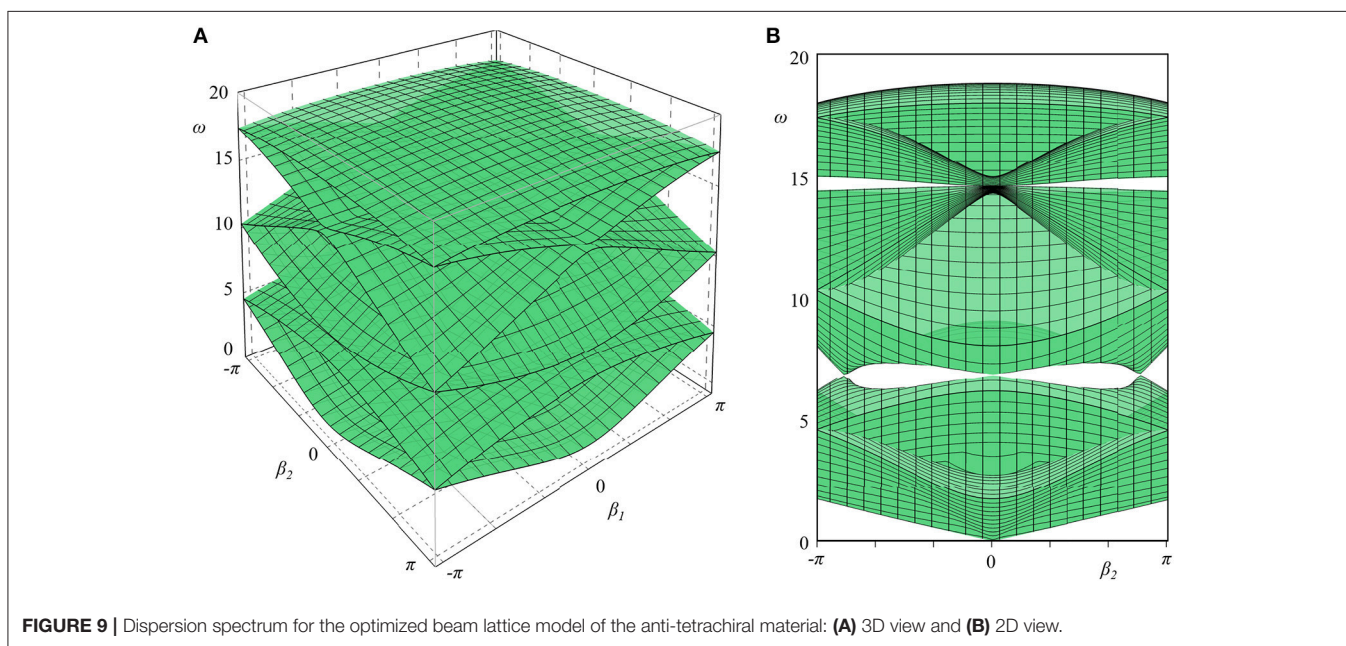 A
20
ω
15
10
5
0
-π
β2
0
π
-π
β1
0
π
B
20
ω
15
10
5
0
-π
0
β2
π
FIGURE 9 | Dispersion spectrum for the optimized beam lattice model of the anti-tetrachiral material: (A) 3D view and (B) 2D view.